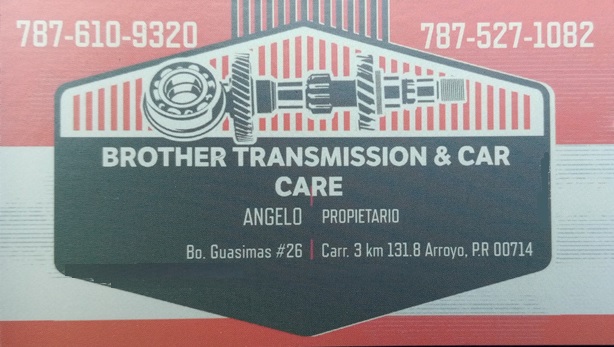 787-610-9320 787-527-1082
BROTHER TRANSMISSION & CAR
CARE
ANGELO PROPIETARIO
Bo. Guasimas #26 | Carr. 3 km 131.8 Arroyo, P.R 00714